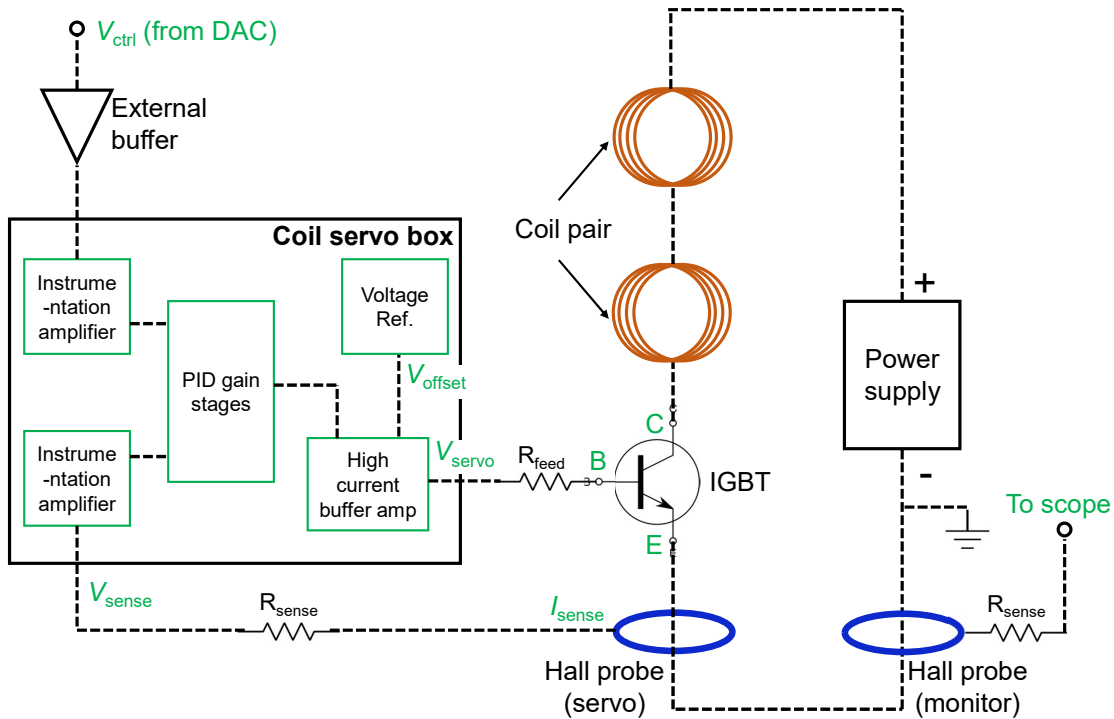 V_ctrl (from DAC)
External
buffer
Coil servo box
Instrume
-ntation
amplifier
Voltage
Ref.
PID gain
stages
V_offset
Instrume
-ntation
amplifier
High
current
buffer amp
V_servo
R_feed
B
C
E
IGBT
Coil pair
+
Power
supply
-
To scope
V_sense
R_sense
I_sense
R_sense
Hall probe
(servo)
Hall probe
(monitor)